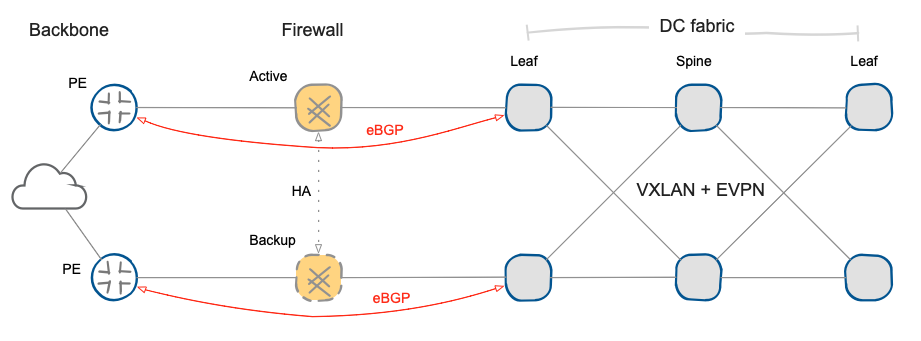 Backbone
Firewall
DC fabric
PE
Active
Leaf
Spine
Leaf
eBGP
HA
VXLAN + EVPN
Backup
PE
eBGP